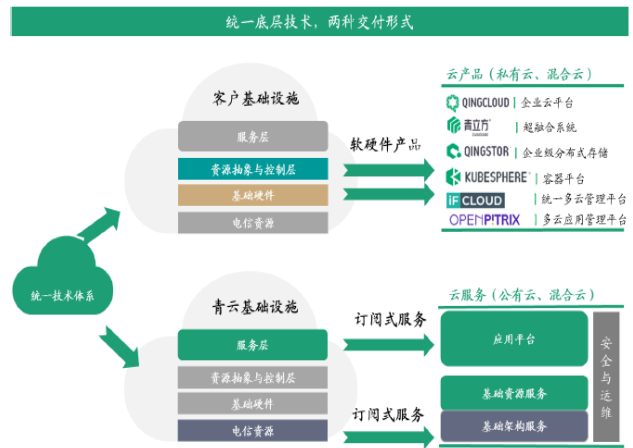 统一底层技术，两种交付形式
客户基础设施
服务层
资源抽象与控制层
基础硬件
电信资源
软硬件产品
云产品（私有云、混合云）
QINGCLOUD | 企业云平台
青立方 | 超融合系统
QINGSTOR | 企业级分布式存储
KUBESPHERE | 容器平台
iF CLOUD | 统一多云管理平台
OPENPITRIX | 多云应用管理平台
统一技术体系
青云基础设施
服务层
资源抽象与控制层
基础硬件
电信资源
订阅式服务
订阅式服务
云服务（公有云、混合云）
应用平台
基础资源服务
基础架构服务
安全与运维